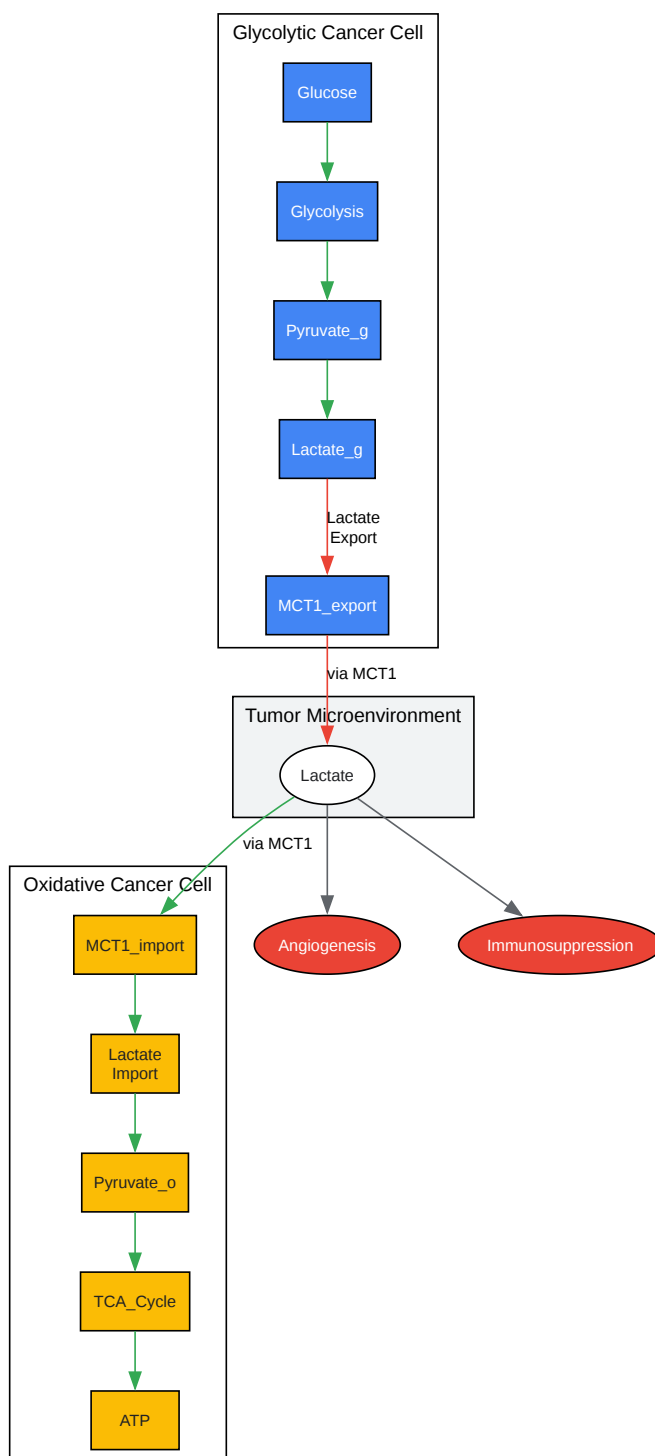 Glycolytic Cancer Cell
Glucose
Glycolysis
Pyruvate_g
Lactate_g
Lactate
Export
MCT1_export
via MCT1
Tumor Microenvironment
Lactate
via MCT1
Oxidative Cancer Cell
MCT1_import
Angiogenesis
Immunosuppression
Lactate
Import
Pyruvate_o
TCA_Cycle
ATP